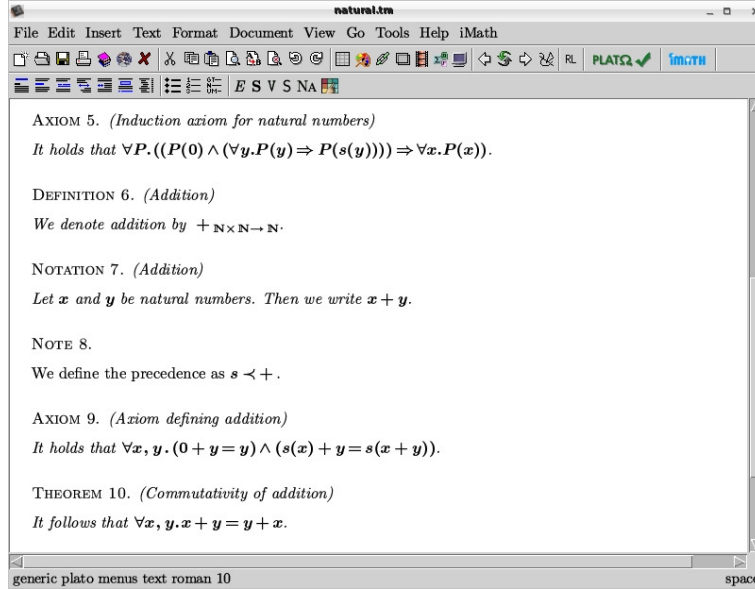 natural.tm
File Edit Insert Text Format Document View Go Tools Help iMath
RL PLATΩ iMATH
E S V S NA
AXIOM 5. (Induction axiom for natural numbers)
It holds that ∀P.((P(0) ∧ (∀y.P(y) ⇒ P(s(y)))) ⇒ ∀x.P(x)).
DEFINITION 6. (Addition)
We denote addition by + ℕ×ℕ→ℕ.
NOTATION 7. (Addition)
Let x and y be natural numbers. Then we write x + y.
NOTE 8.
We define the precedence as s ≺ +.
AXIOM 9. (Axiom defining addition)
It holds that ∀x, y.(0 + y = y) ∧ (s(x) + y = s(x + y)).
THEOREM 10. (Commutativity of addition)
It follows that ∀x, y.x + y = y + x.
generic plato menus text roman 10 space